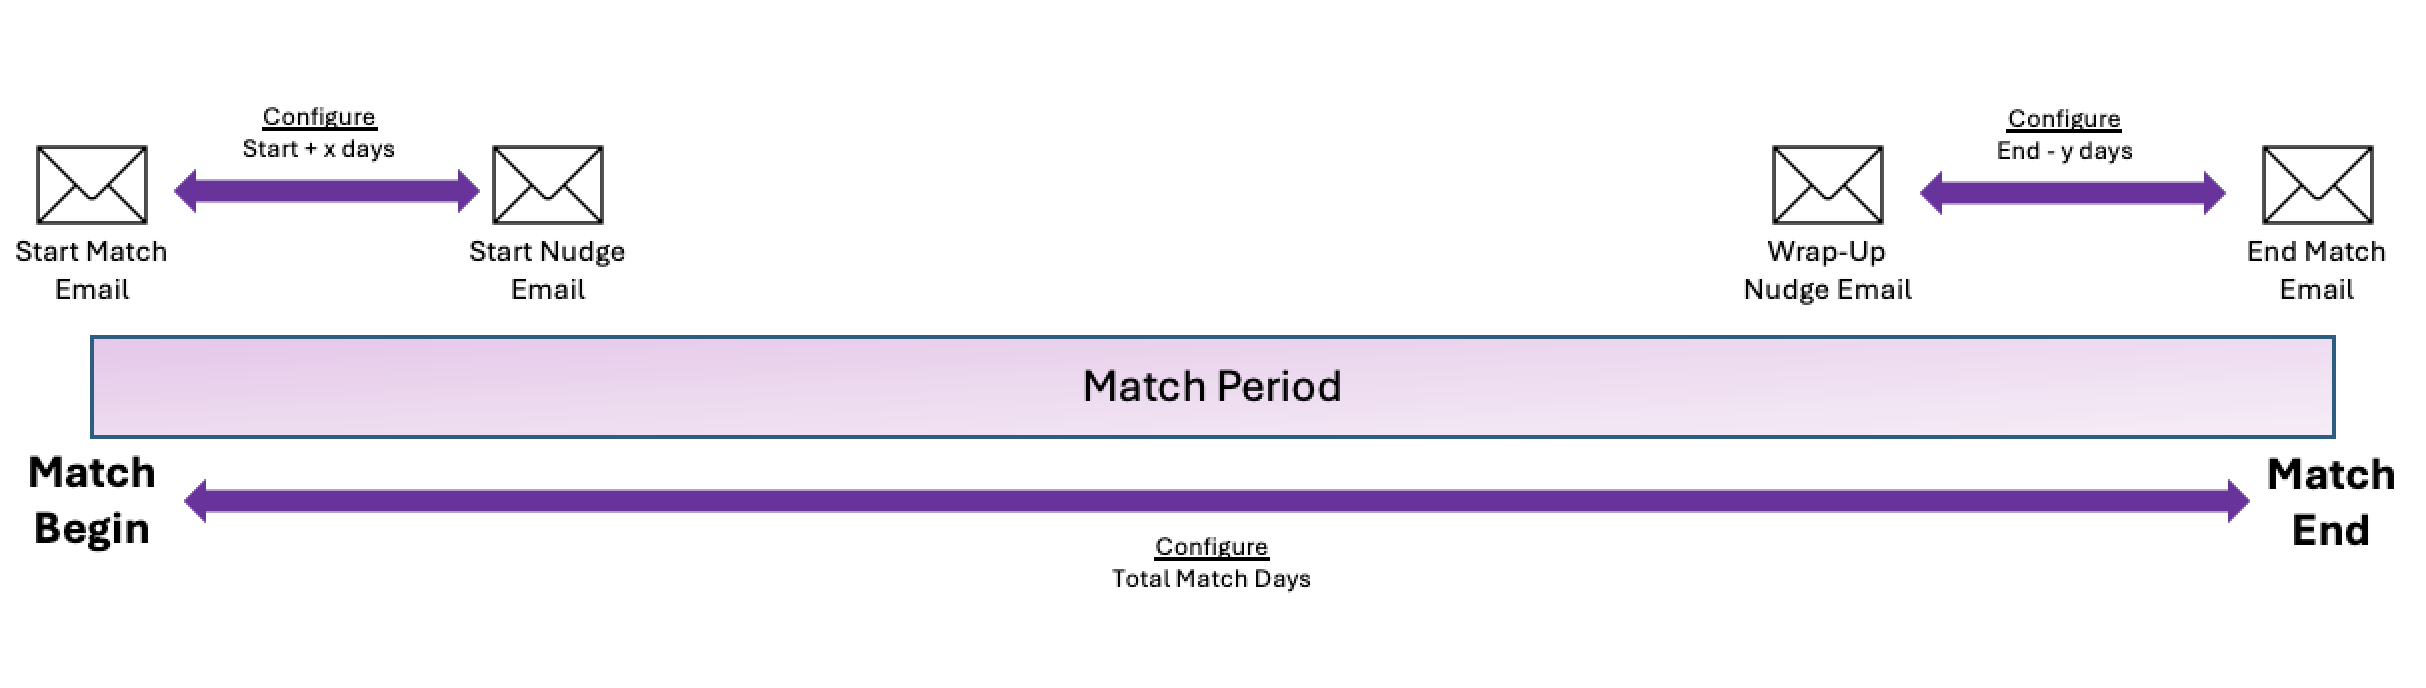 Configure
Start + x days
Configure
End - y days
Start Match
Email
Start Nudge
Email
Wrap-Up
Nudge Email
End Match
Email
Match Period
Match
Begin
Match
End
Configure
Total Match Days